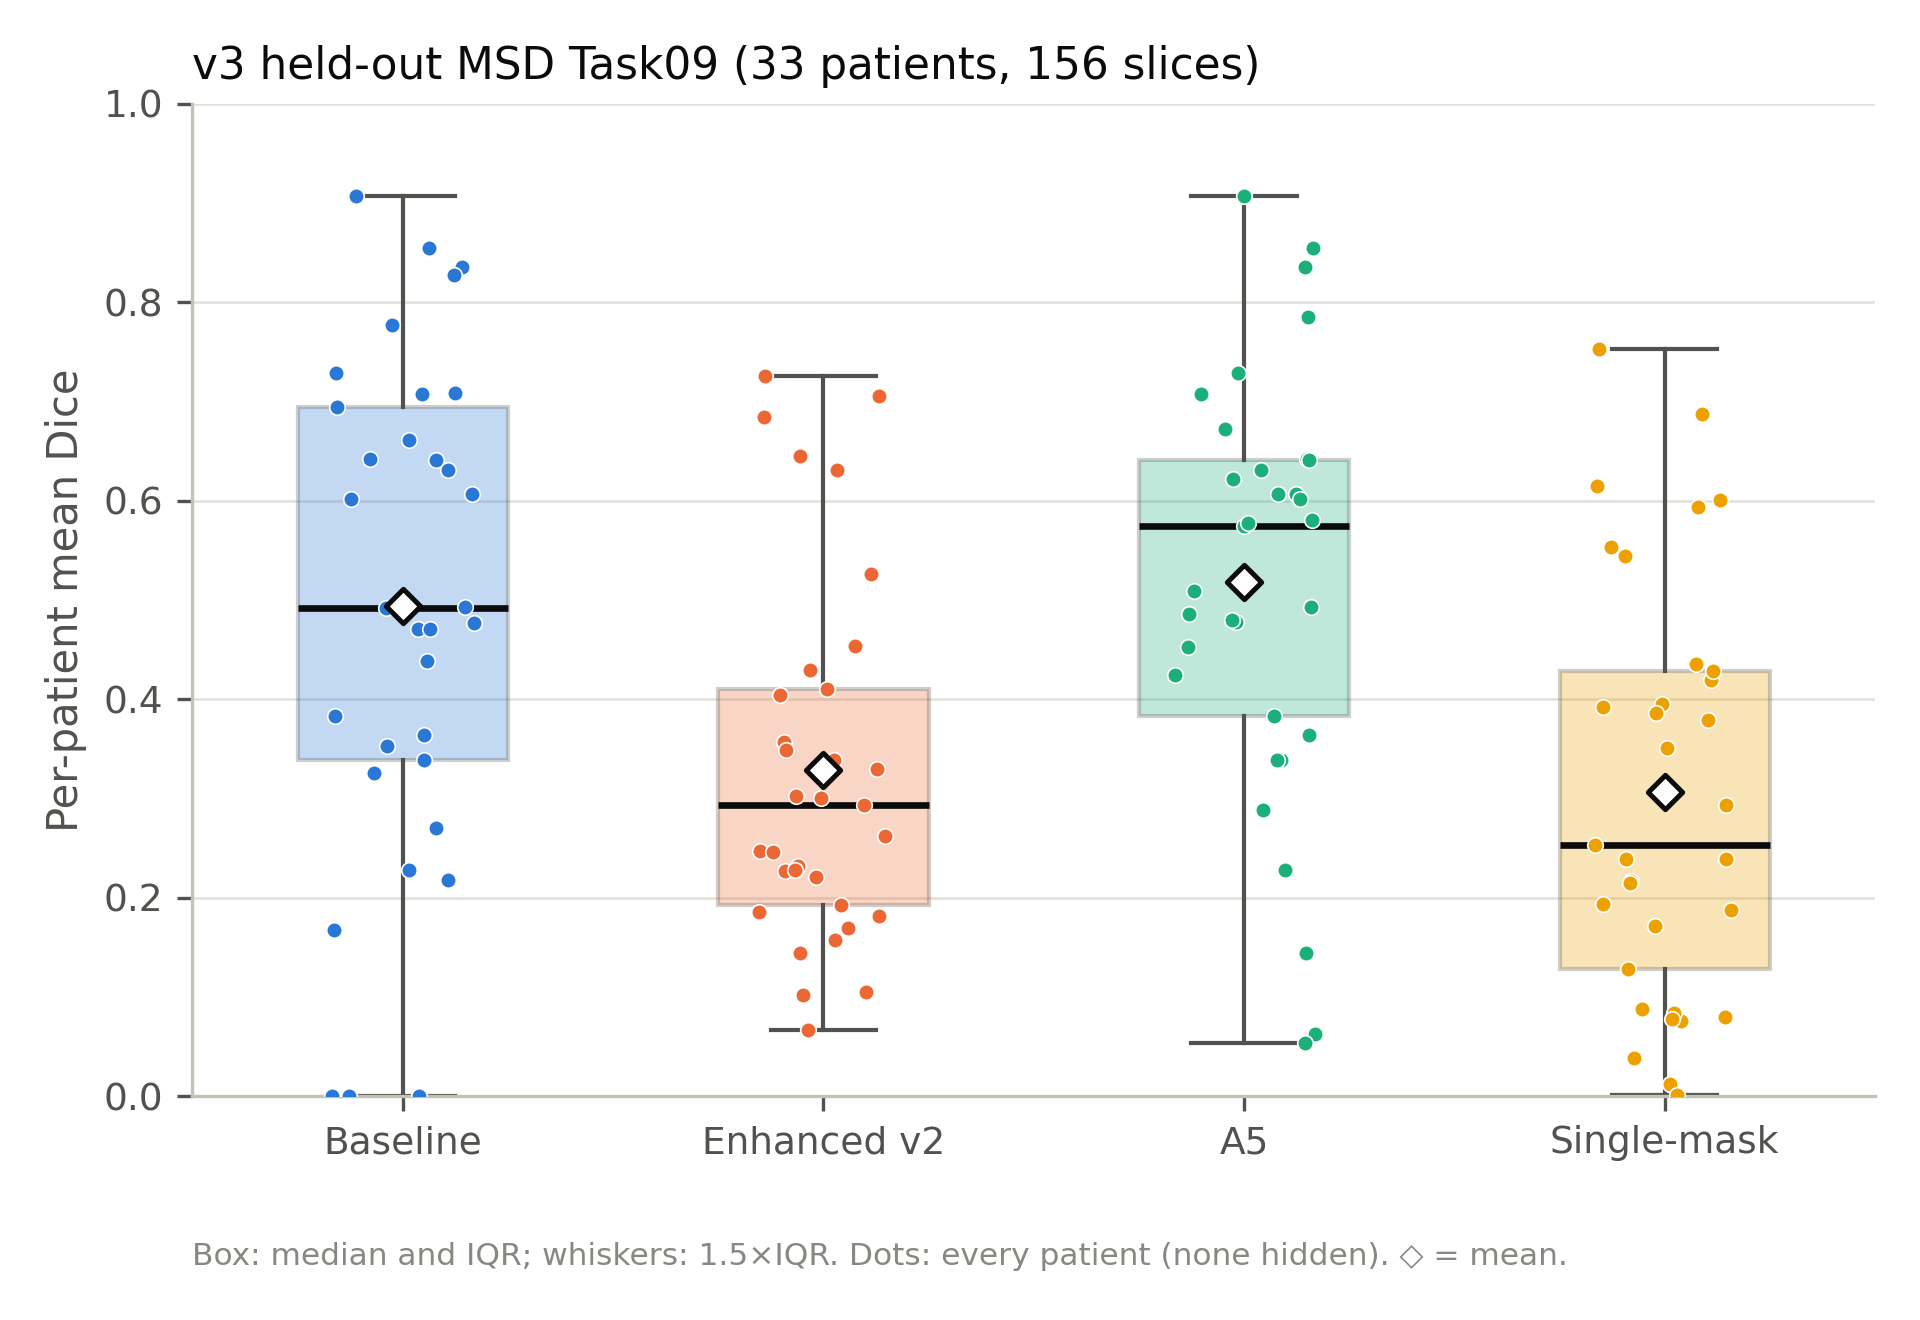 v3 held-out MSD Task09 (33 patients, 156 slices)
Per-patient mean Dice
1.0
0.8
0.6
0.4
0.2
0.0
Baseline
Enhanced v2
A5
Single-mask
Box: median and IQR; whiskers: 1.5×IQR. Dots: every patient (none hidden). ◇ = mean.